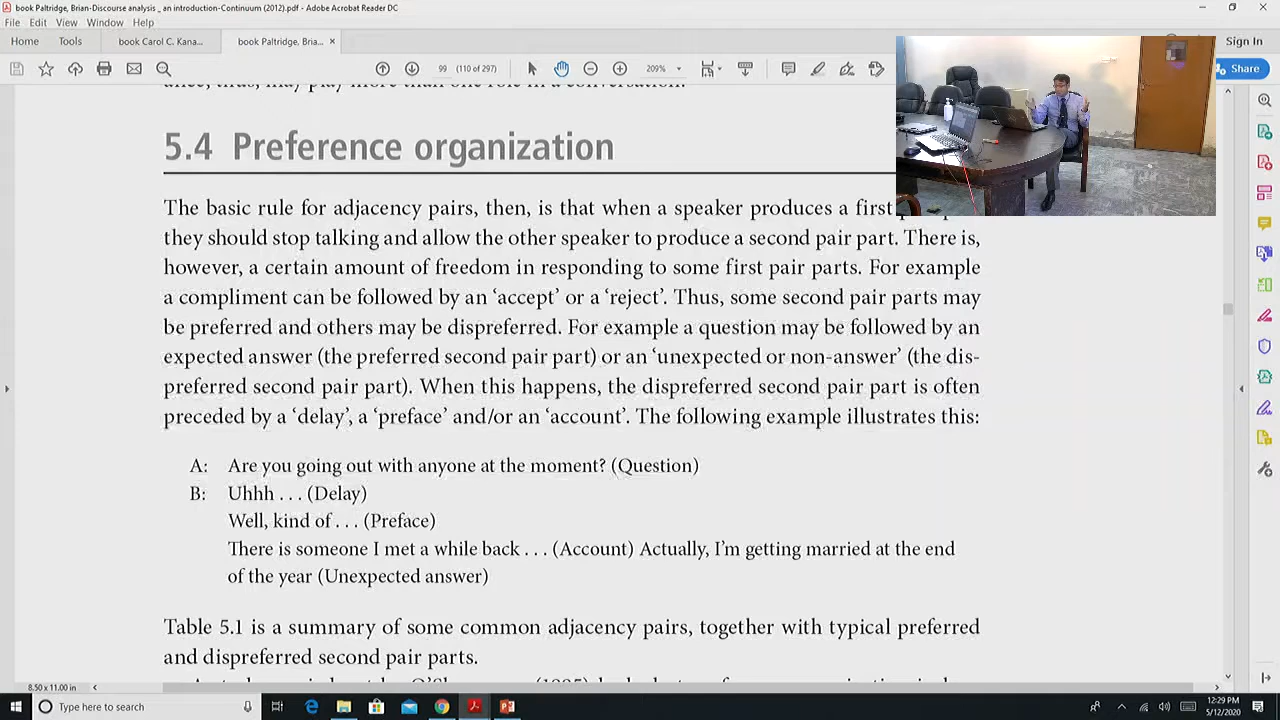 book Paltridge, Brian-Discourse analysis _ an introduction-Continuum (2012).pdf - Adobe Acrobat Reader DC
File Edit View Window Help
Home Tools book Carol C. Kana... book Paltridge, Brian... × Sign In
99 (110 of 297) 209% Share
ance, thus, may play more than one role in a conversation.
5.4 Preference organization
The basic rule for adjacency pairs, then, is that when a speaker produces a first
they should stop talking and allow the other speaker to produce a second pair part. There is,
however, a certain amount of freedom in responding to some first pair parts. For example
a compliment can be followed by an ‘accept’ or a ‘reject’. Thus, some second pair parts may
be preferred and others may be dispreferred. For example a question may be followed by an
expected answer (the preferred second pair part) or an ‘unexpected or non-answer’ (the dis-
preferred second pair part). When this happens, the dispreferred second pair part is often
preceded by a ‘delay’, a ‘preface’ and/or an ‘account’. The following example illustrates this:
A: Are you going out with anyone at the moment? (Question)
B: Uhhh . . . (Delay)
Well, kind of . . . (Preface)
There is someone I met a while back . . . (Account) Actually, I’m getting married at the end
of the year (Unexpected answer)
Table 5.1 is a summary of some common adjacency pairs, together with typical preferred
and dispreferred second pair parts.
8.50 x 11.00 in
Type here to search
12:29 PM
5/12/2020